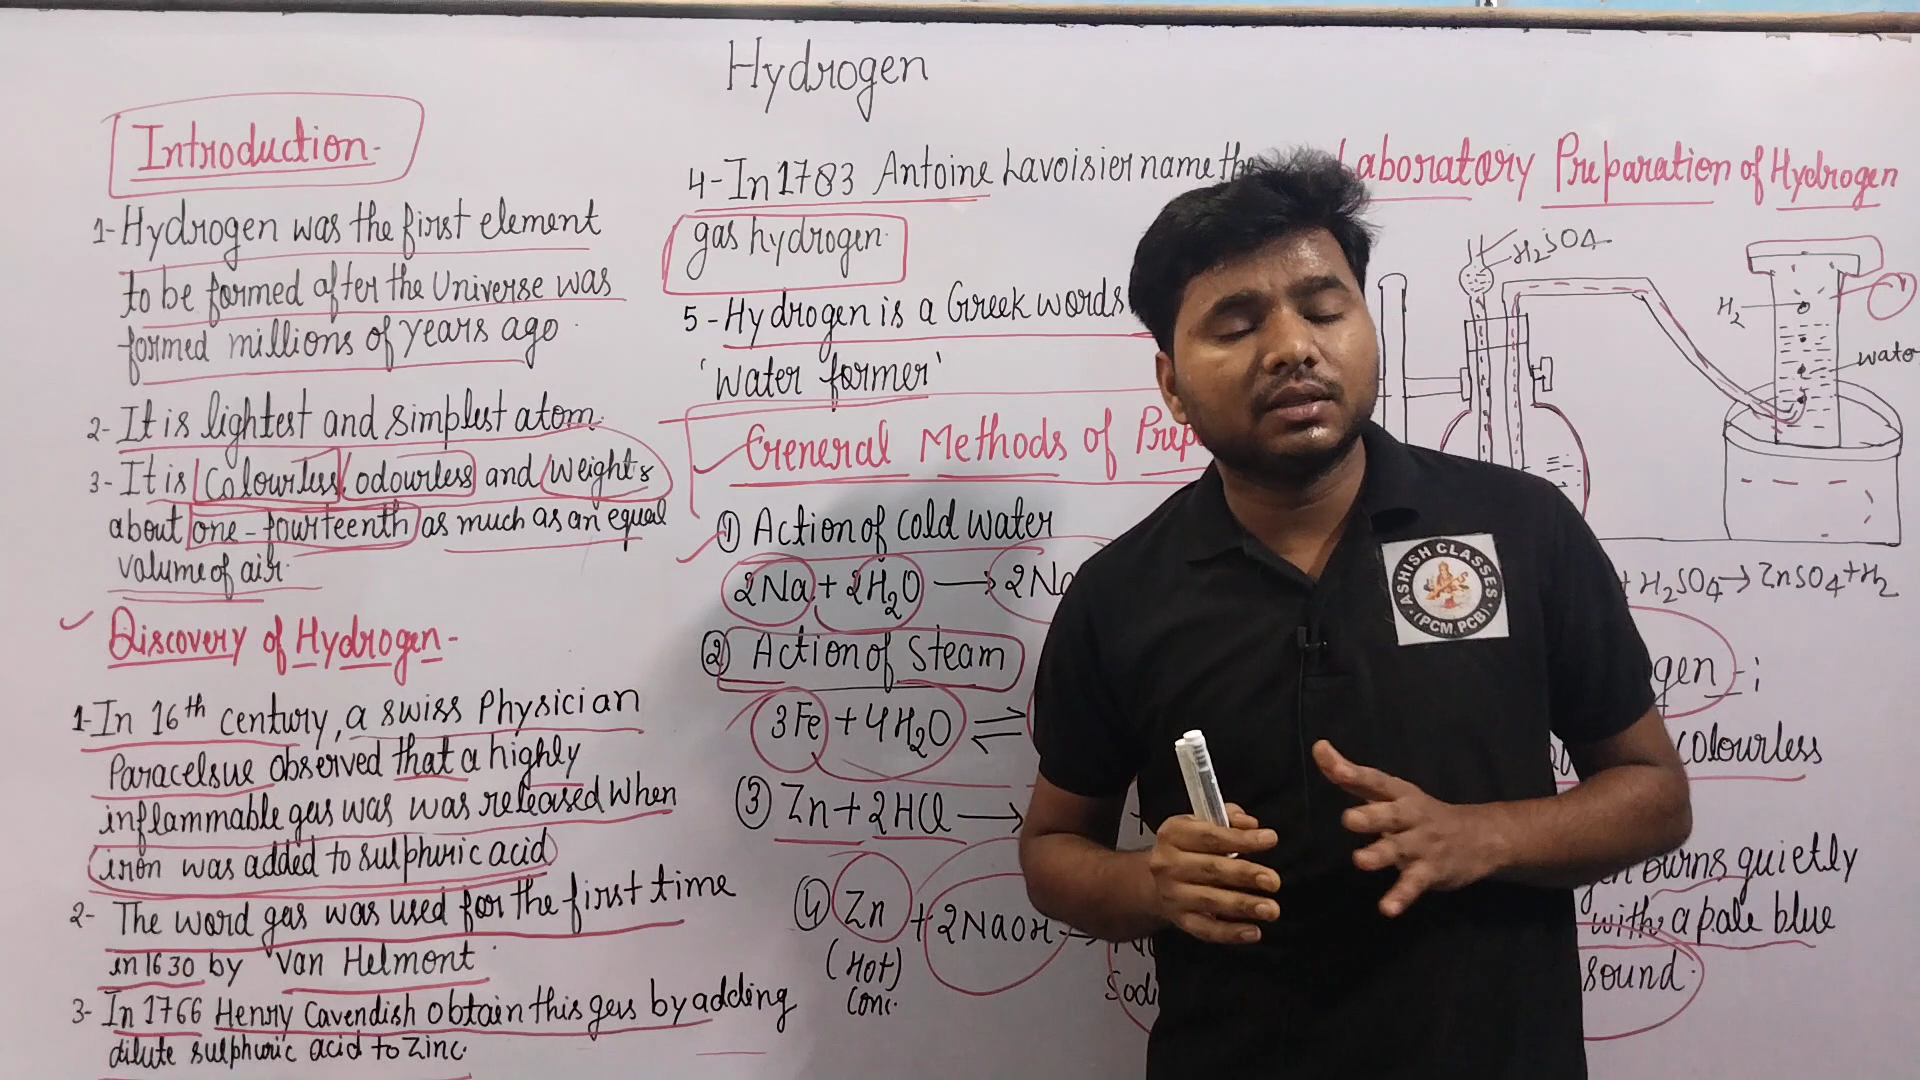 Hydrogen
Introduction-
1-Hydrogen was the first element
to be formed after the Universe was
formed millions of years ago.
2-It is lightest and simplest atom.
3-It is colourless, odourless and weights
about one-fourteenth as much as an equal
valume of air.
Discovery of Hydrogen-
1-In 16th century, a swiss Physician
Paracelsue observed that a highly
inflammable gas was was released when
iron was added to sulphuric acid
2- The word gas was used for the first time
in 1630 by 'Van Helmont'
3-In 1766 Henry Cavendish obtain this gas by adding
dilute sulphuric acid to zinc.
4-In 1783 Antoine Lavoisier name the
gas hydrogen.
5-Hydrogen is a Greek words
'water former'
General Methods of Prep
① Action of cold water
2Na + 2H₂O → 2Na
② Action of steam
3Fe + 4H₂O ⇌
③ Zn + 2HCl →
④ Zn + 2NaOH →
(Hot)
Conc.
Sodi
Laboratory Preparation of Hydrogen
H₂SO₄
H₂
water
+ H₂SO₄ → ZnSO₄ + H₂
gen-:
colourless
gen burns quietly
with a pale blue
sound.
ASHISH CLASSES
(PCM, PCB)